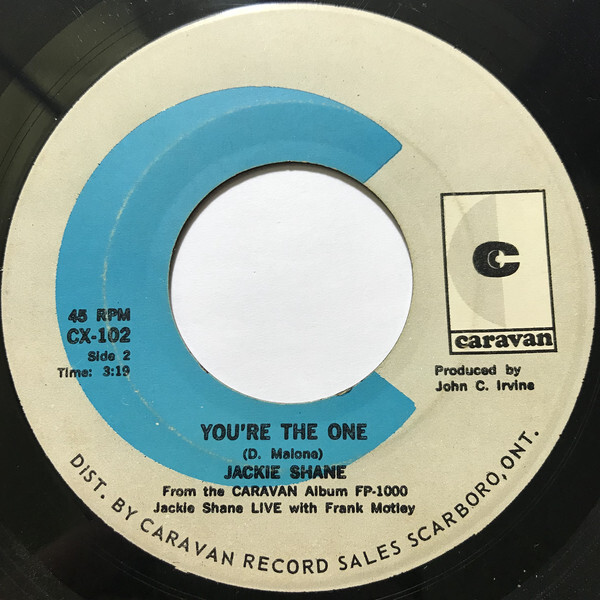 45 RPM
CX-102
Side 2
Time: 3:19
C
caravan
Produced by
John C. Irvine
YOU'RE THE ONE
(D. Malone)
JACKIE SHANE
From the CARAVAN Album FP-1000
Jackie Shane LIVE with Frank Motley
DIST. BY CARAVAN RECORD SALES SCARBORO, ONT.